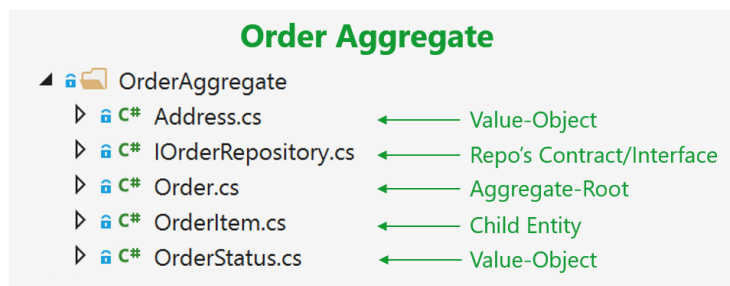 Order Aggregate
OrderAggregate
C# Address.cs Value-Object
C# IOrderRepository.cs Repo's Contract/Interface
C# Order.cs Aggregate-Root
C# OrderItem.cs Child Entity
C# OrderStatus.cs Value-Object